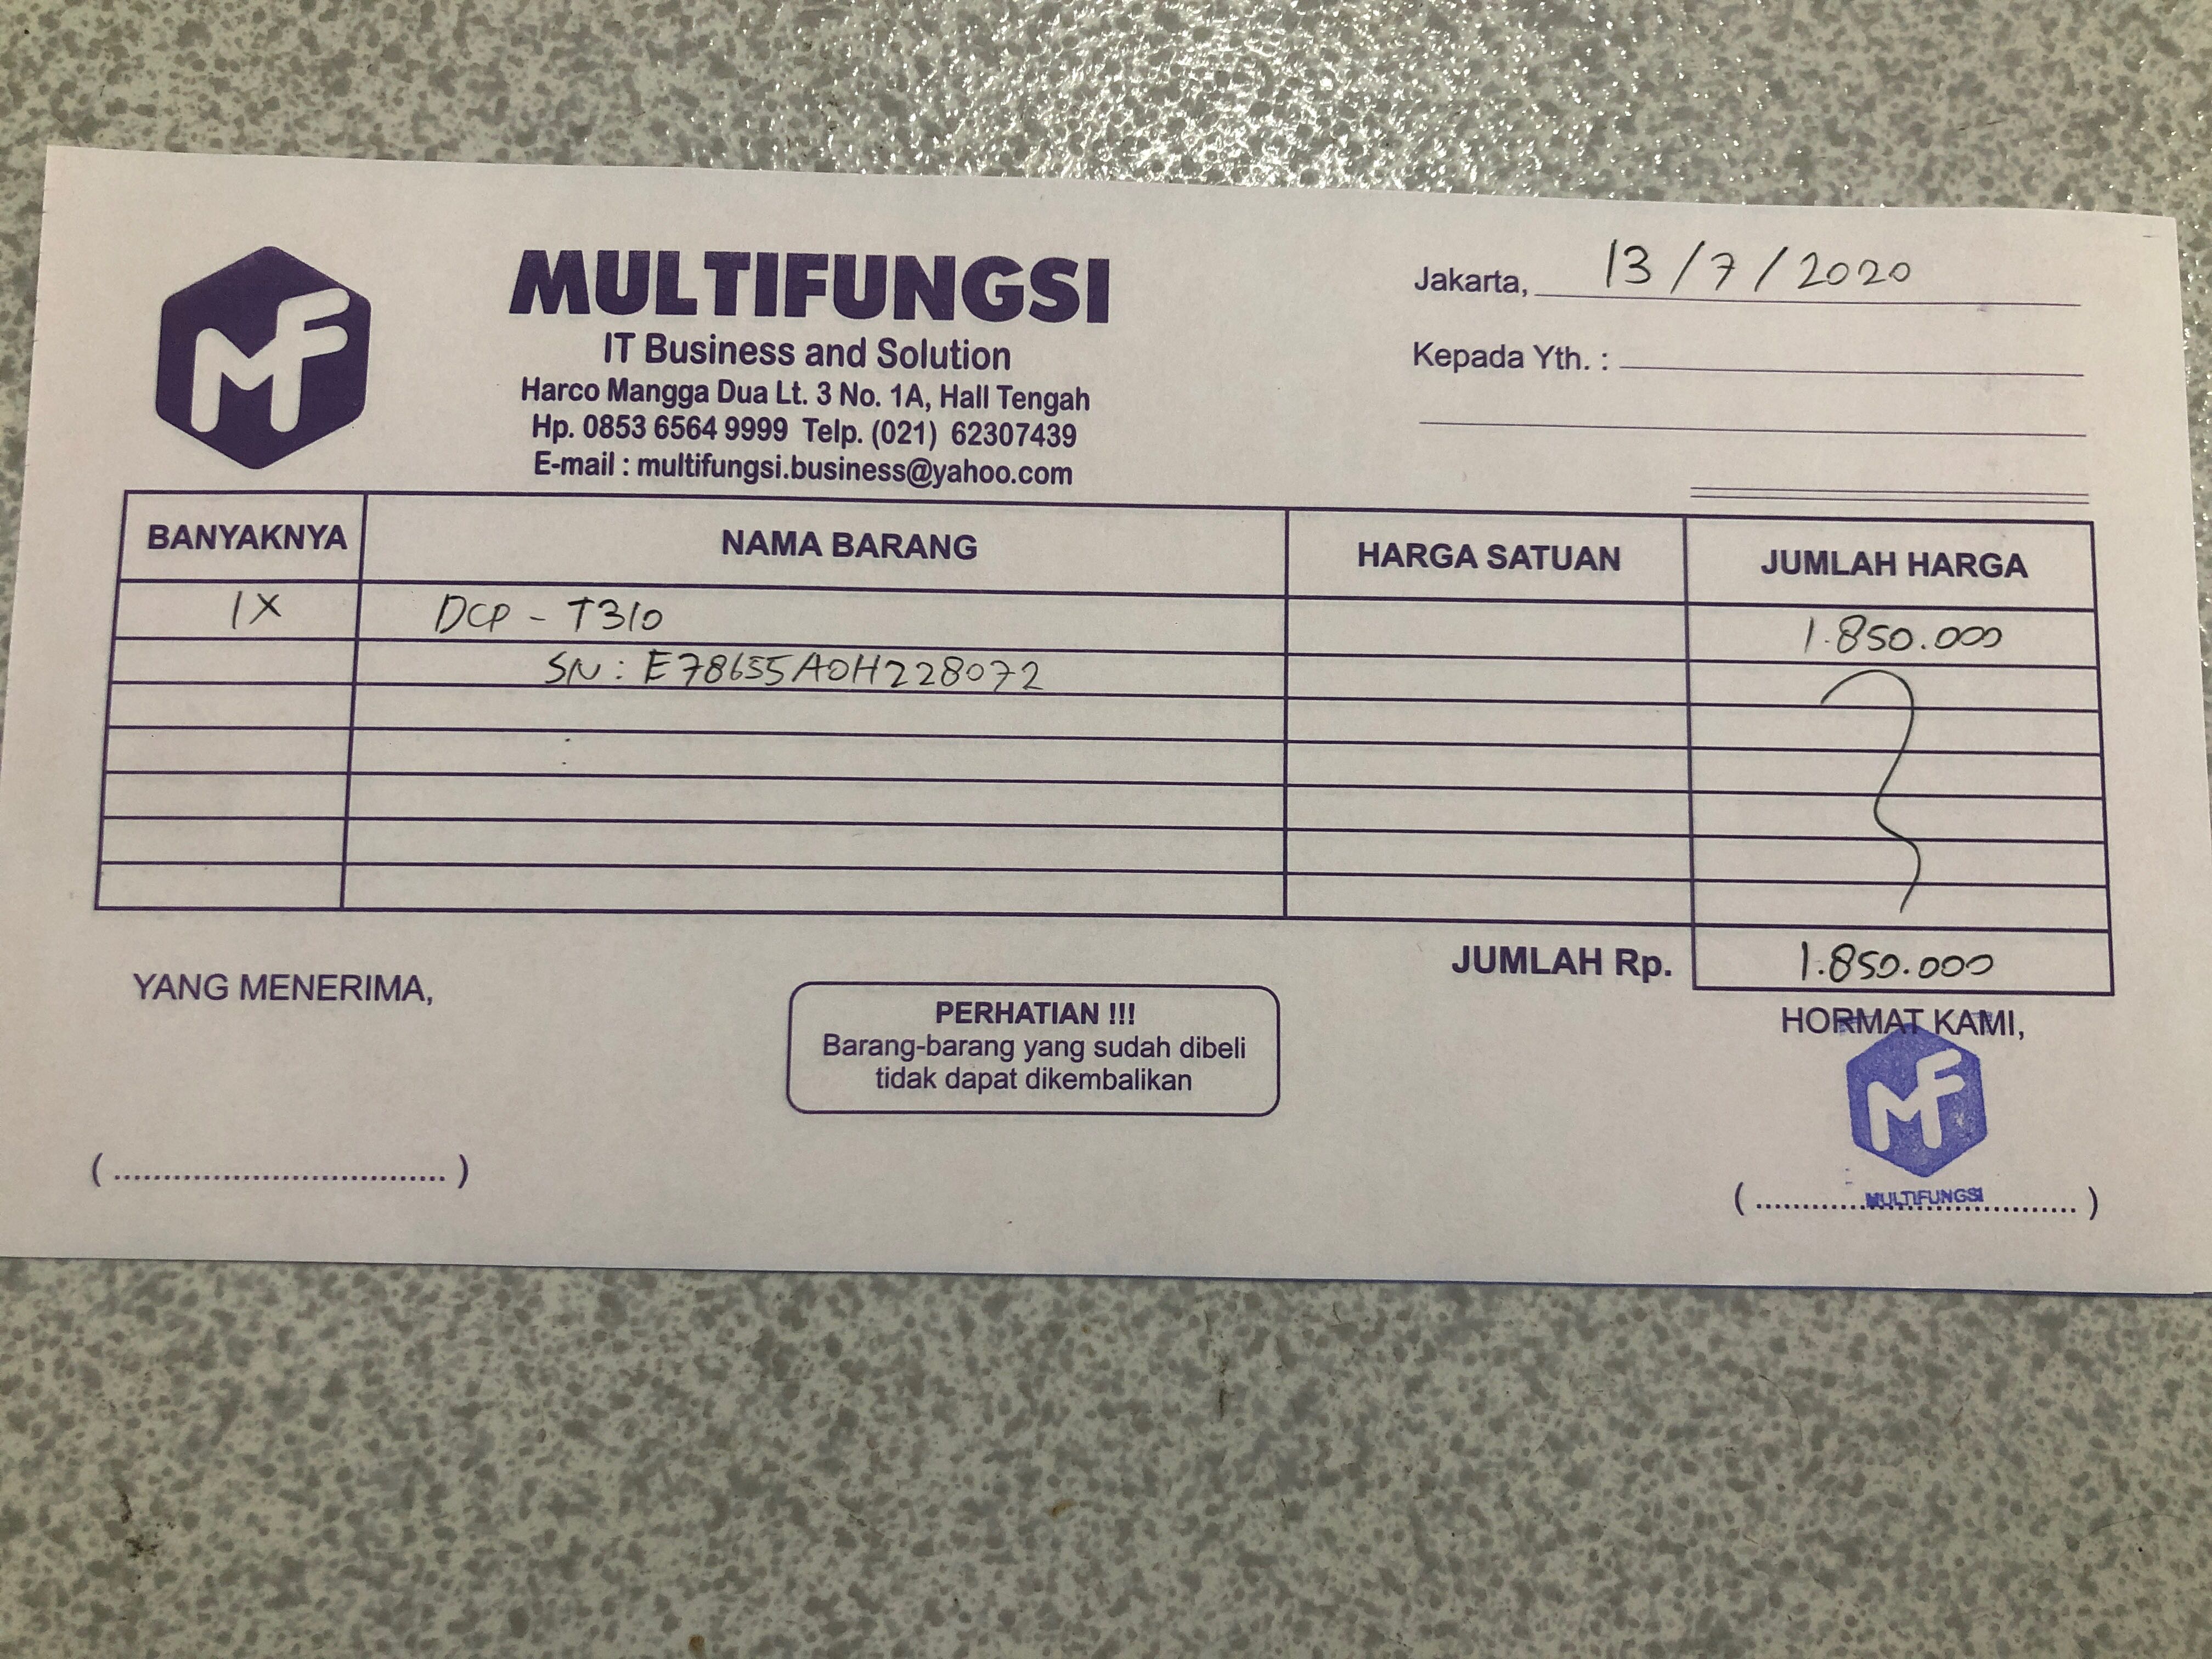 MF
MULTIFUNGSI
IT Business and Solution
Harco Mangga Dua Lt. 3 No. 1A, Hall Tengah
Hp. 0853 6564 9999 Telp. (021) 62307439
E-mail : multifungsi.business@yahoo.com
Jakarta, 13/7/2020
Kepada Yth. :
BANYAKNYA NAMA BARANG HARGA SATUAN JUMLAH HARGA
1X DCP - T310 1.850.000
SN : E78655A0H228072
JUMLAH Rp. 1.850.000
YANG MENERIMA,
PERHATIAN !!!
Barang-barang yang sudah dibeli
tidak dapat dikembalikan
HORMAT KAMI,
MF
MULTIFUNGSI